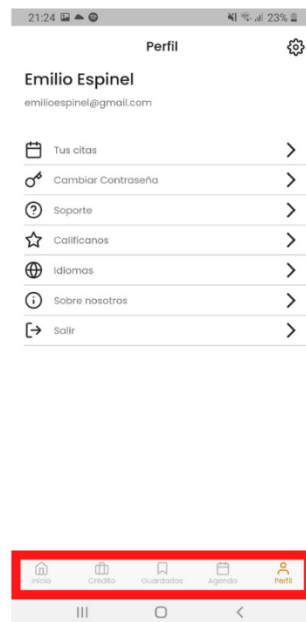 21:24 23%
Perfil
Emilio Espinel
emilioespinel@gmail.com
Tus citas
Cambiar Contraseña
Soporte
Calificanos
Idiomas
Sobre nosotros
Salir
Inicio Crédito Guardados Agenda Perfil